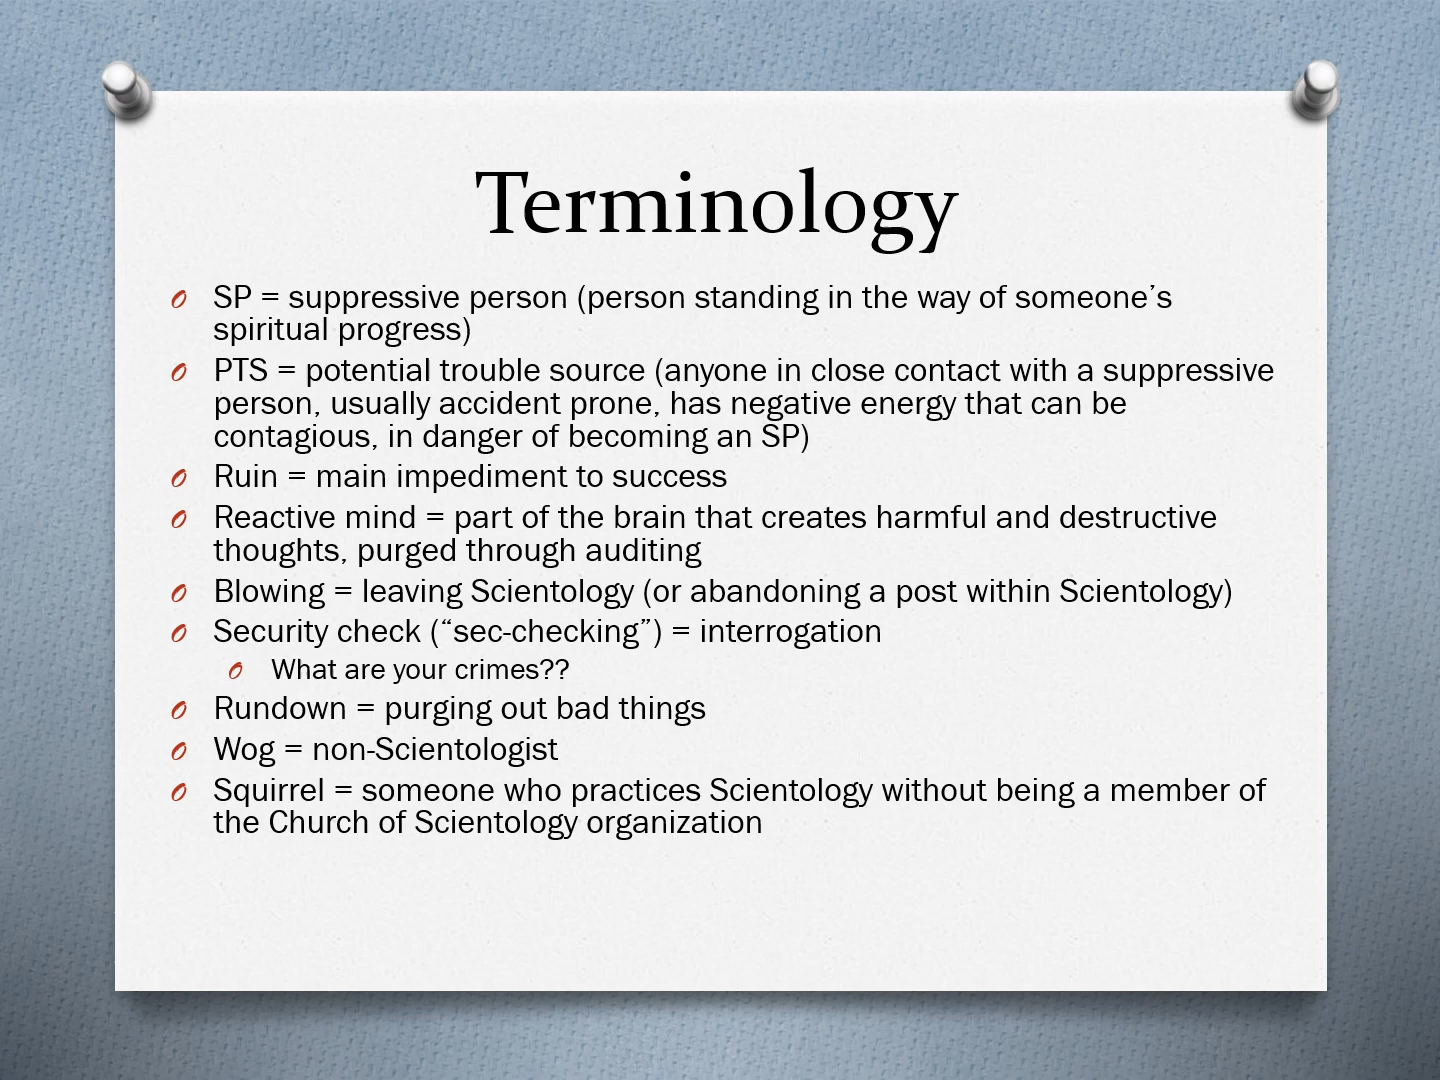 Terminology
SP = suppressive person (person standing in the way of someone’s
spiritual progress)
PTS = potential trouble source (anyone in close contact with a suppressive
person, usually accident prone, has negative energy that can be
contagious, in danger of becoming an SP)
Ruin = main impediment to success
Reactive mind = part of the brain that creates harmful and destructive
thoughts, purged through auditing
Blowing = leaving Scientology (or abandoning a post within Scientology)
Security check (“sec-checking”) = interrogation
What are your crimes??
Rundown = purging out bad things
Wog = non-Scientologist
Squirrel = someone who practices Scientology without being a member of
the Church of Scientology organization